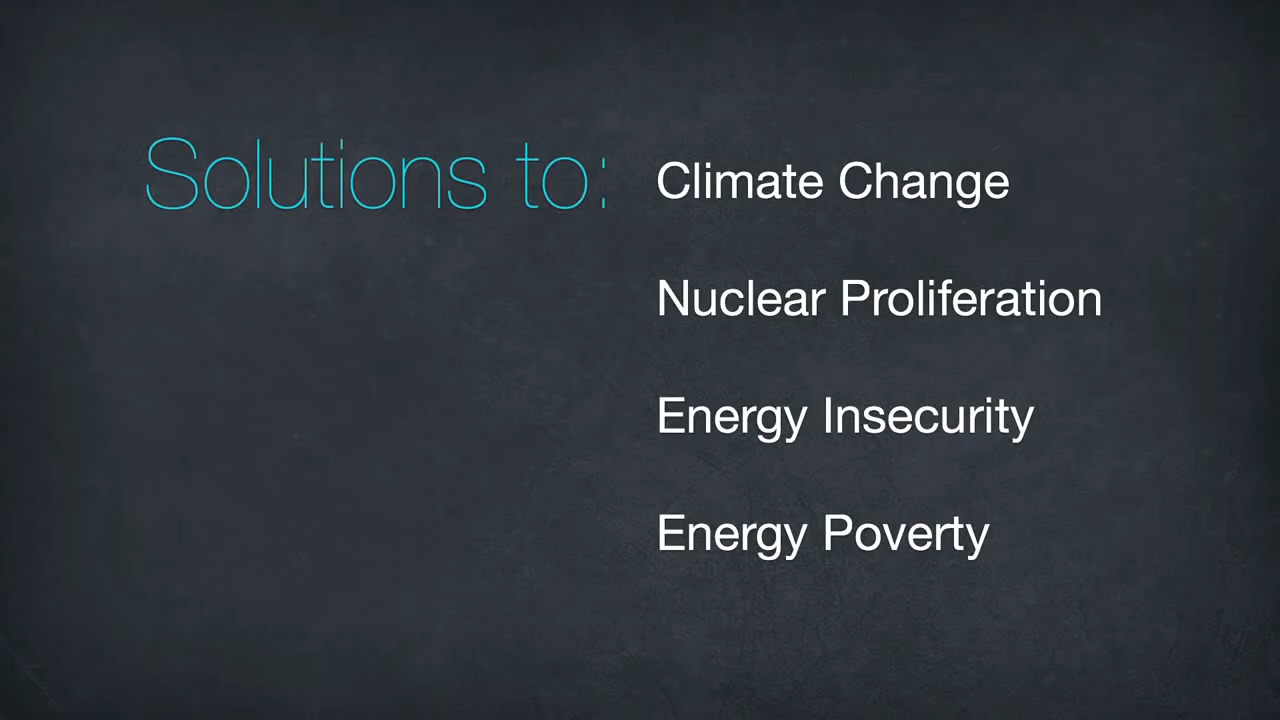 Solutions to:
Climate Change
Nuclear Proliferation
Energy Insecurity
Energy Poverty